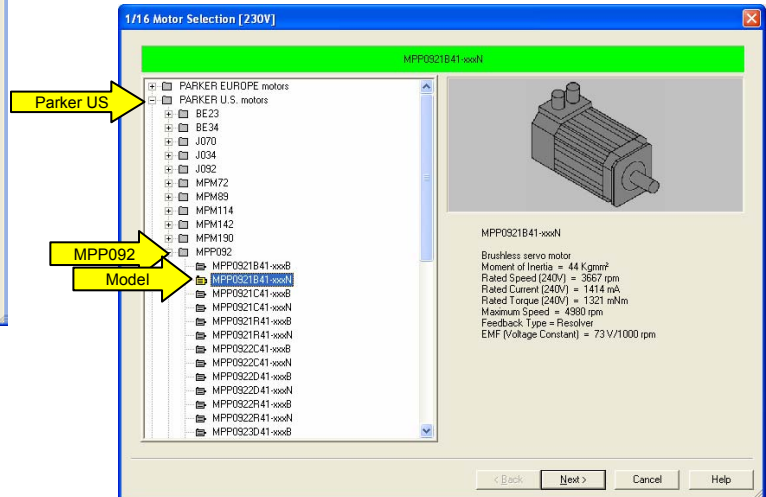 1/16 Motor Selection [230V]
MPP0921B41-xxxN
Parker US
PARKER EUROPE motors
PARKER U.S. motors
BE23
BE34
J070
J034
J092
MPM72
MPM89
MPM114
MPM142
MPM190
MPP092
MPP092
MPP0921B41-xxxB
Model
MPP0921B41-xxxN
MPP0921C41-xxxB
MPP0921C41-xxxN
MPP0921R41-xxxB
MPP0921R41-xxxN
MPP0922C41-xxxB
MPP0922C41-xxxN
MPP0922D41-xxxB
MPP0922D41-xxxN
MPP0922R41-xxxB
MPP0922R41-xxxN
MPP0923D41-xxxB
MPP0921B41-xxxN
Brushless servo motor
Moment of Inertia = 44 Kgmm²
Rated Speed (240V) = 3667 rpm
Rated Current (240V) = 1414 mA
Rated Torque (240V) = 1321 mNm
Maximum Speed = 4980 rpm
Feedback Type = Resolver
EMF (Voltage Constant) = 73 V/1000 rpm
< Back
Next >
Cancel
Help